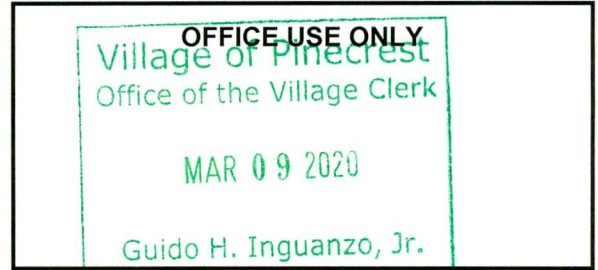 OFFICE USE ONLY
Village of Pinecrest
Office of the Village Clerk
MAR 09 2020
Guido H. Inguanzo, Jr.